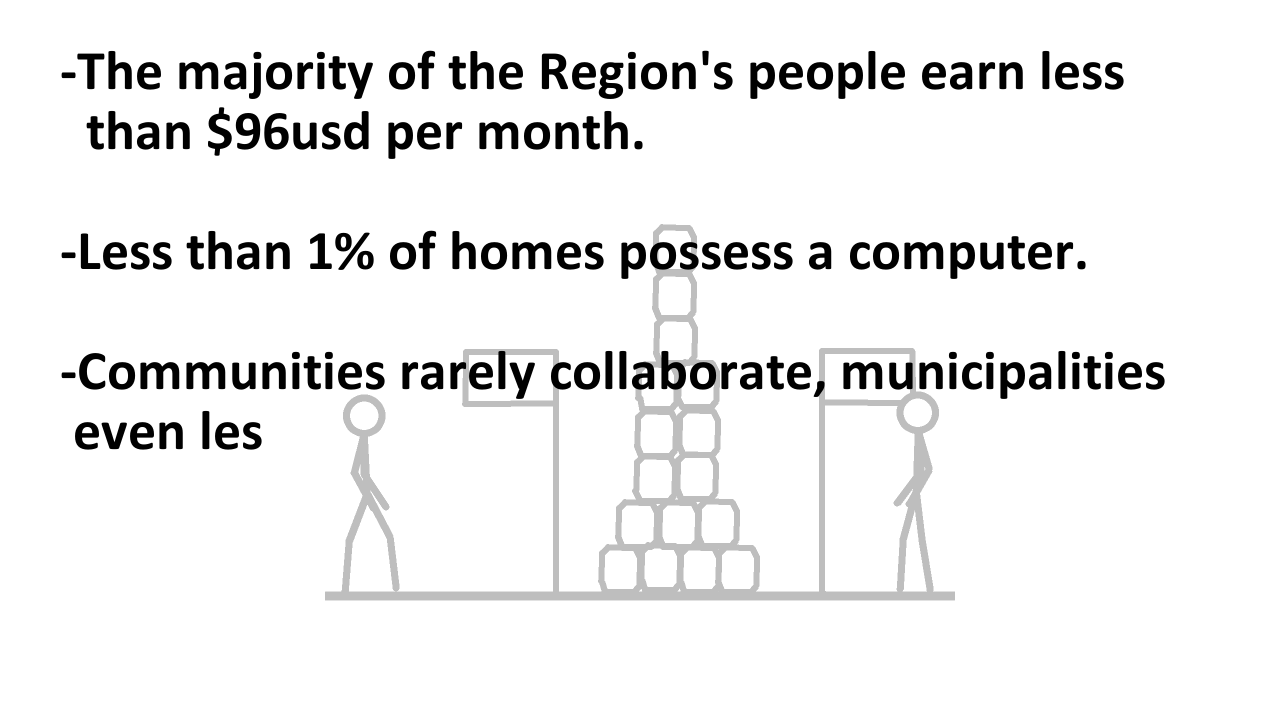 -The majority of the Region's people earn less
than $96usd per month.
-Less than 1% of homes possess a computer.
-Communities rarely collaborate, municipalities
even les